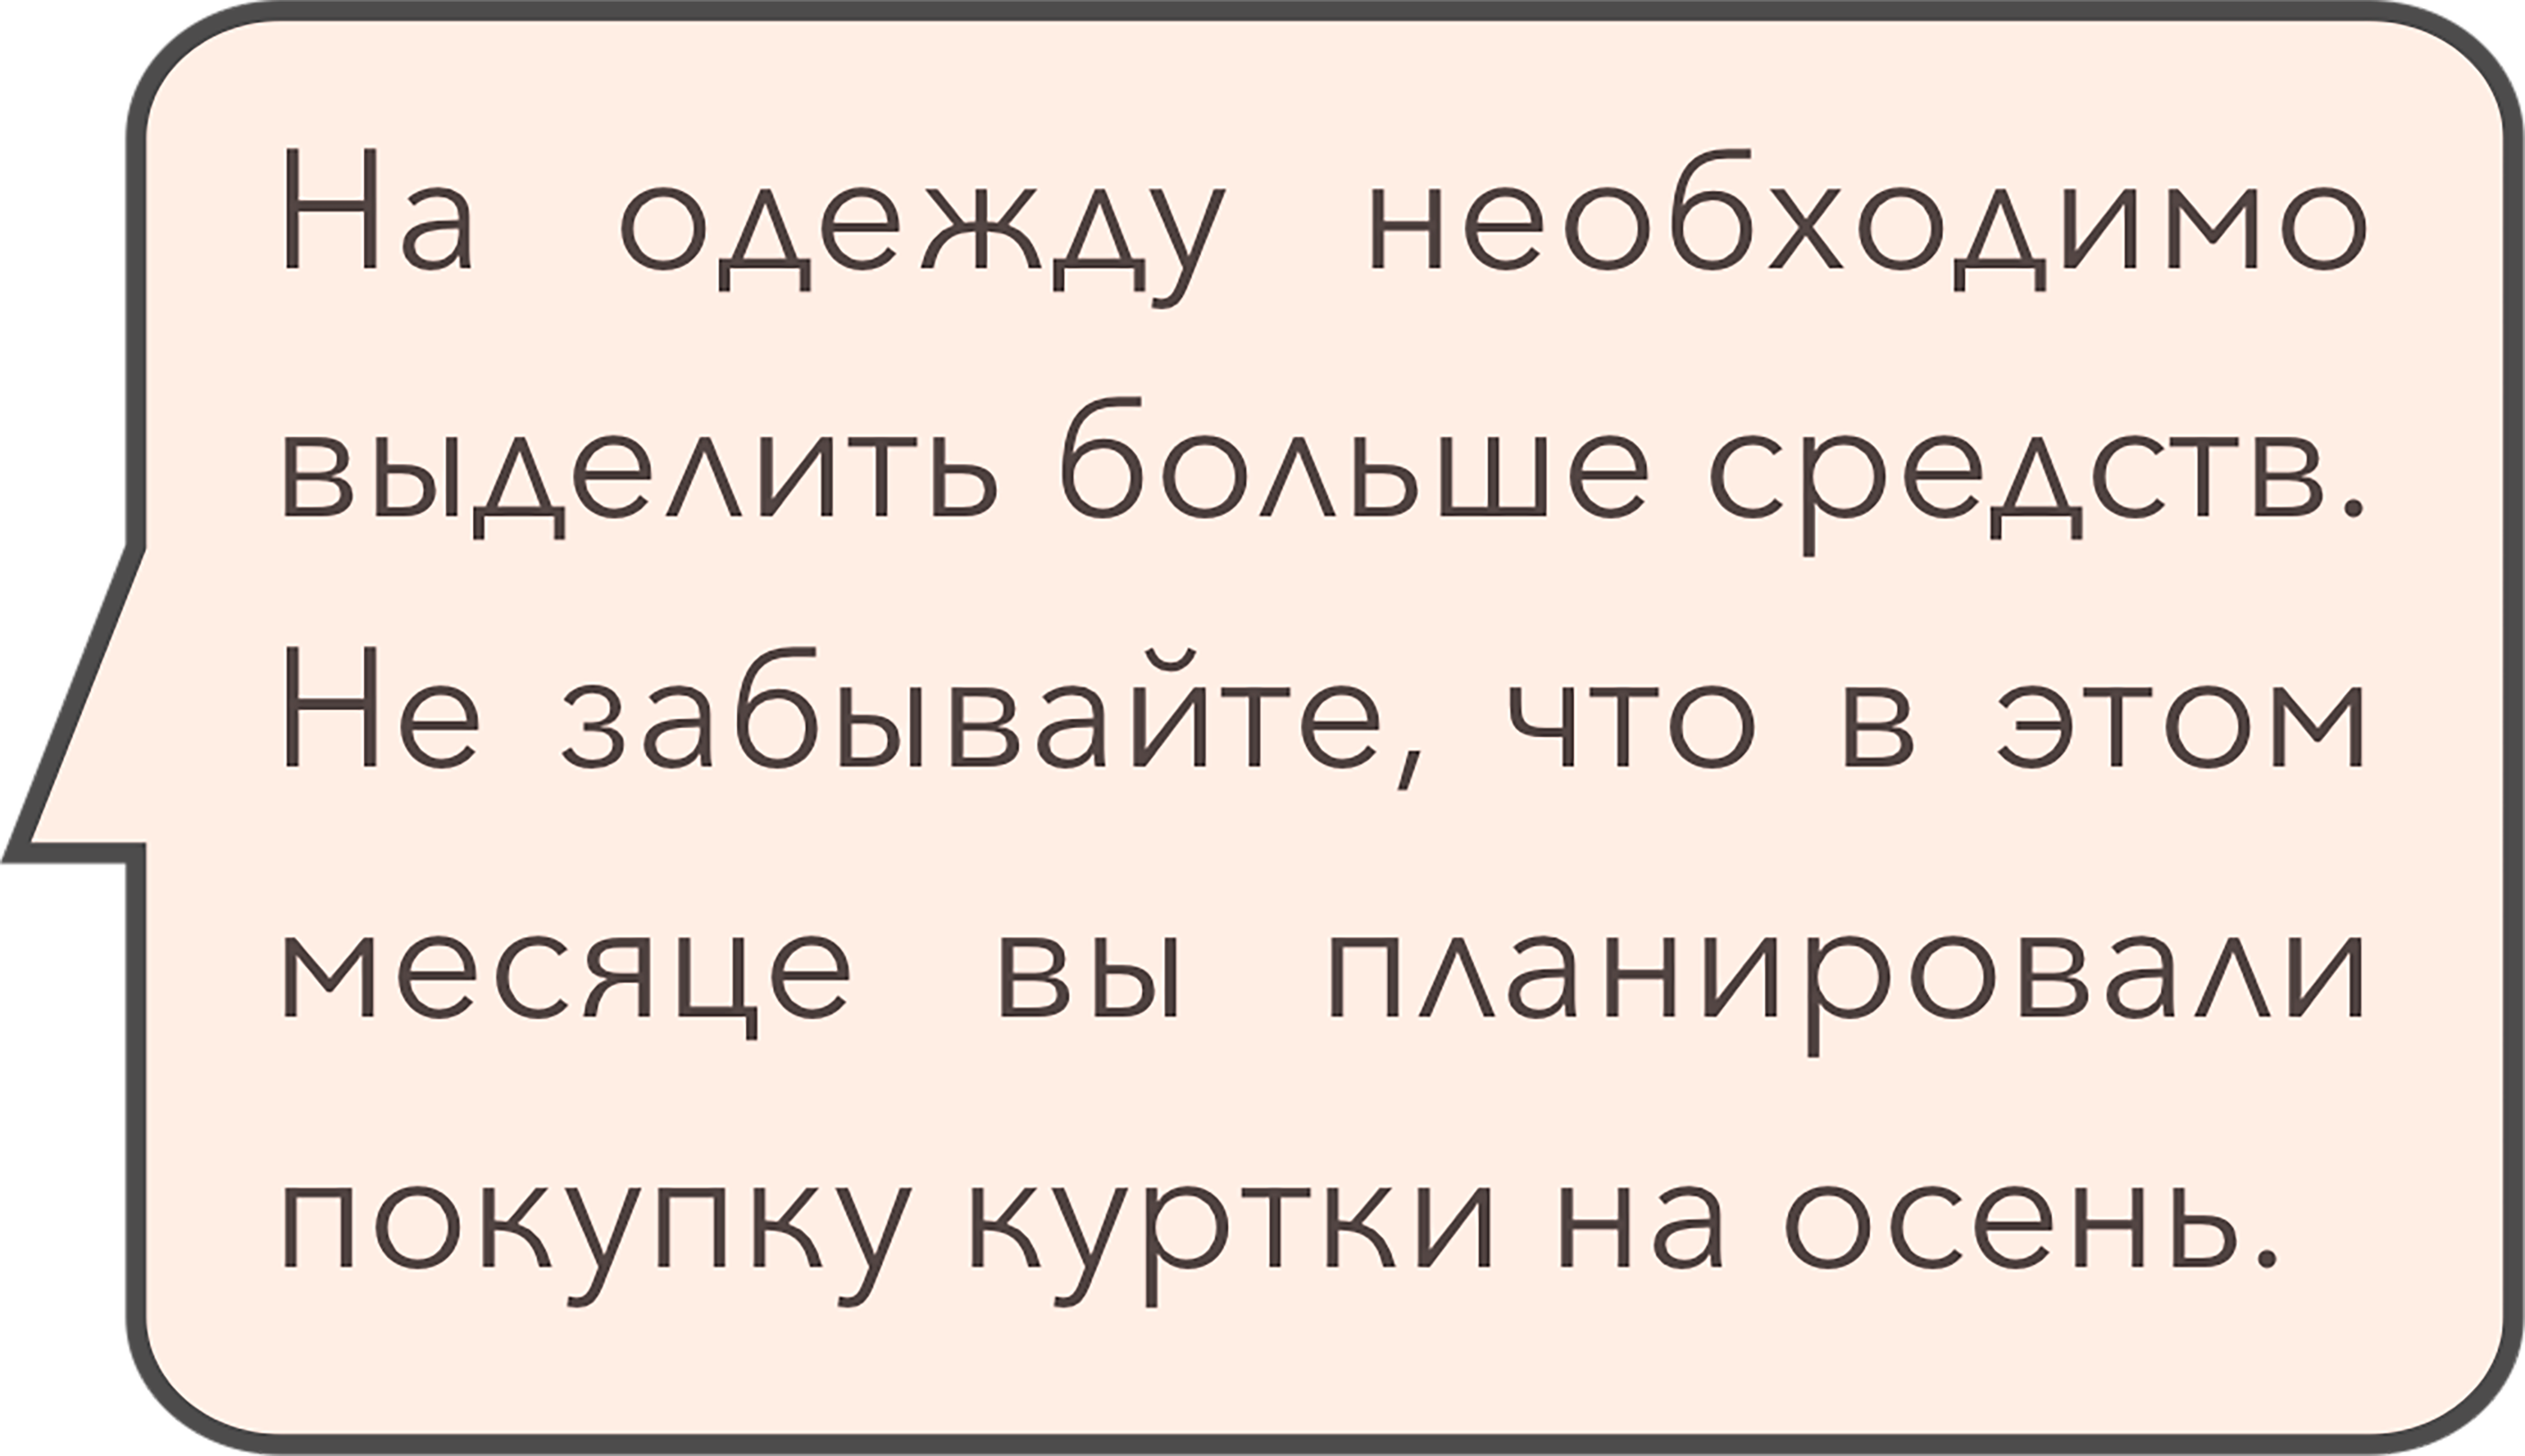 На одежду необходимо
выделить больше средств.
Не забывайте, что в этом
месяце вы планировали
покупку куртки на осень.